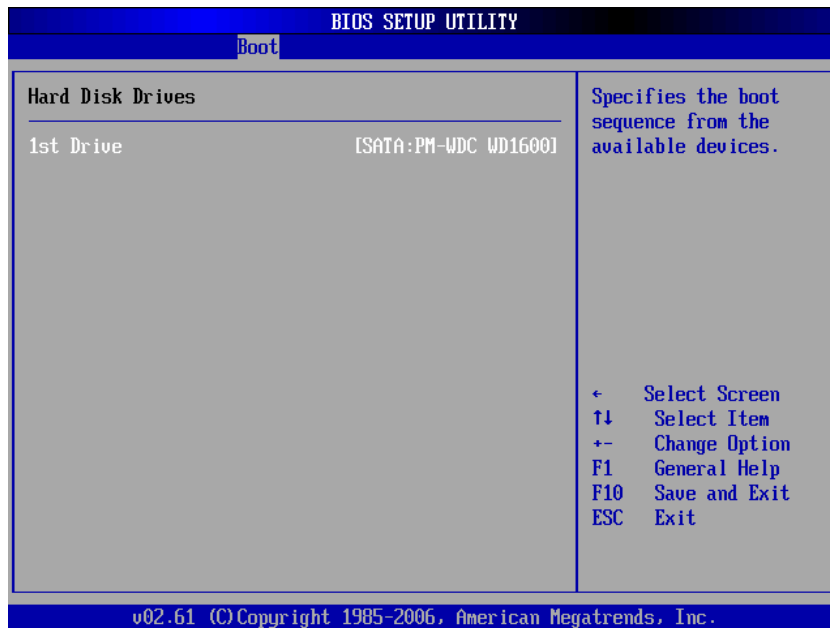 BIOS SETUP UTILITY
Boot
Hard Disk Drives
1st Drive [SATA:PM-WDC WD1600]
Specifies the boot
sequence from the
available devices.
← Select Screen
↑↓ Select Item
+- Change Option
F1 General Help
F10 Save and Exit
ESC Exit
v02.61 (C)Copyright 1985-2006, American Megatrends, Inc.